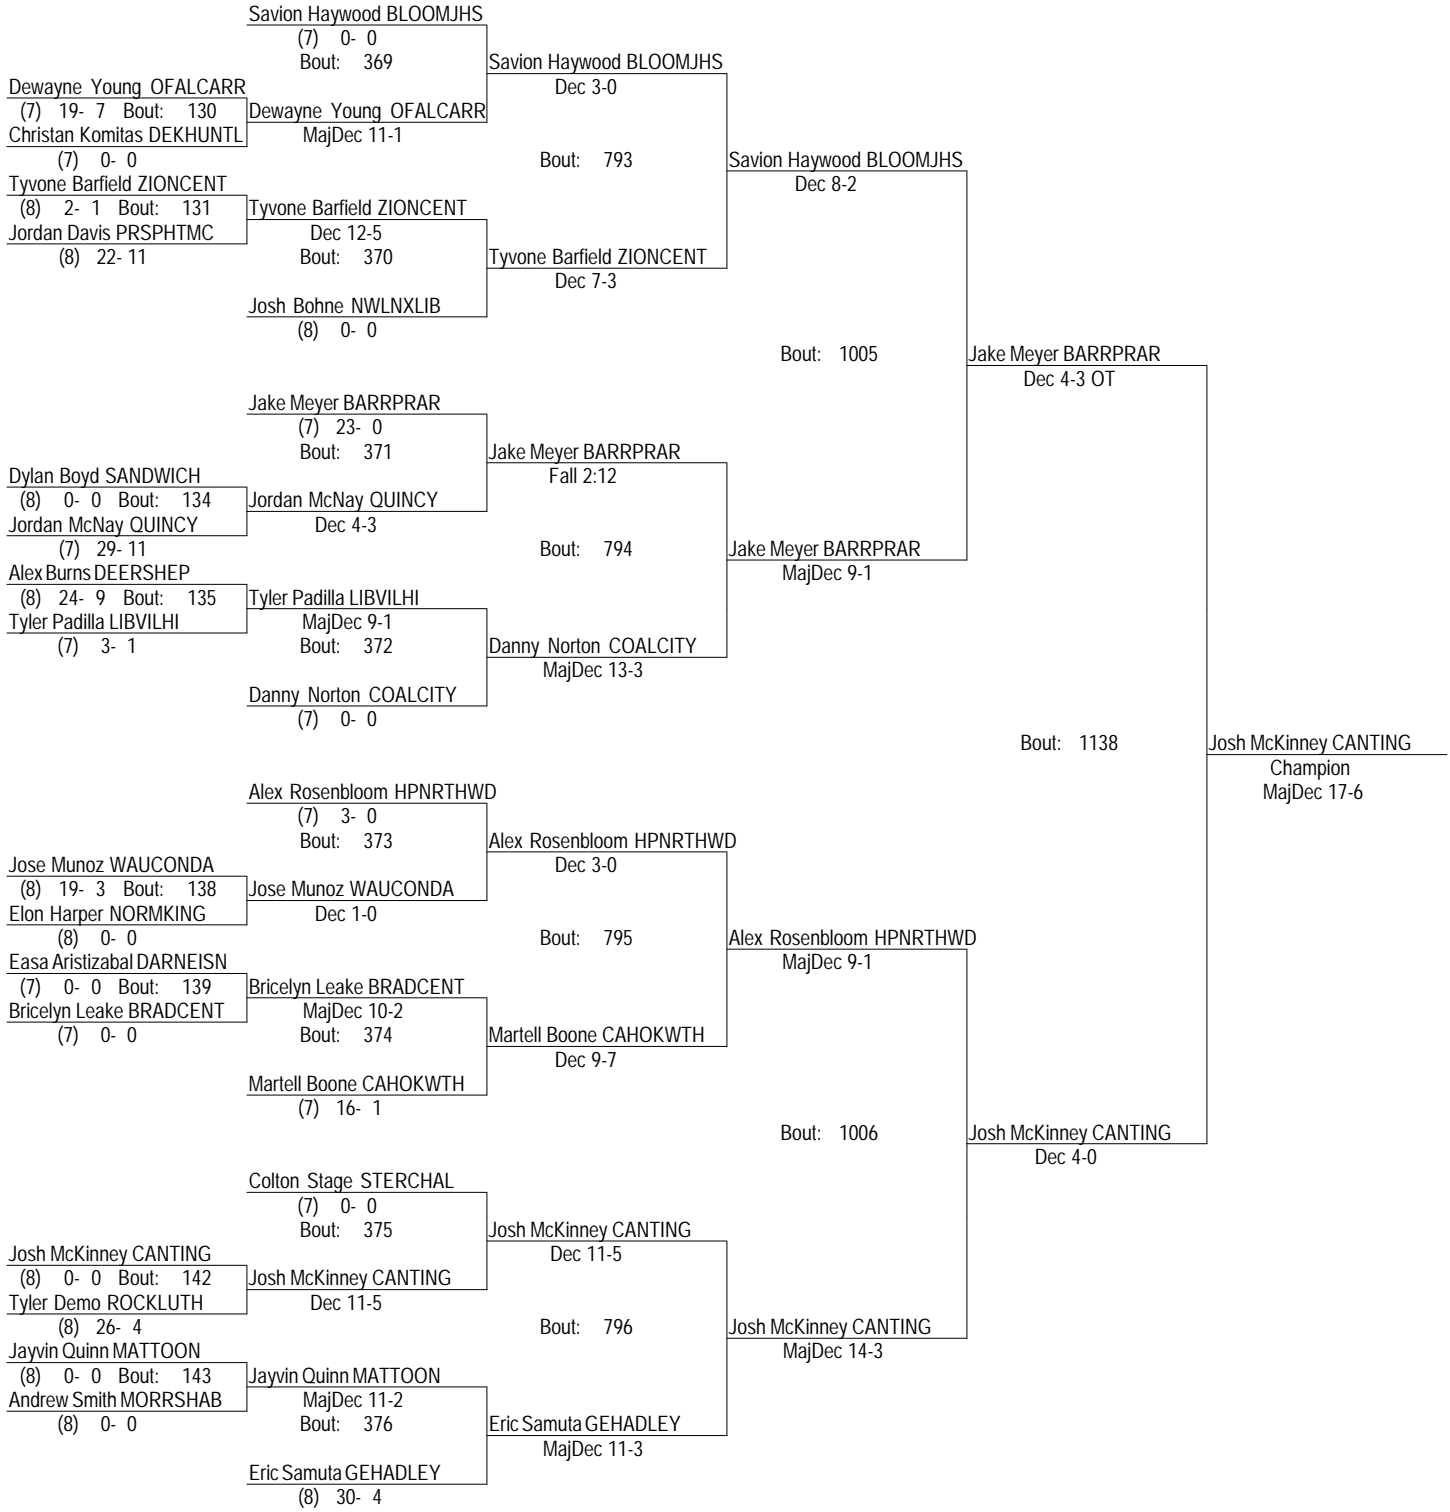 Savion Haywood BLOOMJHS
(7) 0- 0
Bout: 369
Savion Haywood BLOOMJHS
Dec 3-0
Dewayne Young OFALCARR
(7) 19- 7 Bout: 130
Dewayne Young OFALCARR
Christan Komitas DEKHUNTL
MajDec 11-1
(7) 0- 0
Bout: 793
Savion Haywood BLOOMJHS
Tyvone Barfield ZIONCENT
Dec 8-2
(8) 2- 1 Bout: 131
Tyvone Barfield ZIONCENT
Jordan Davis PRSPHTMC
Dec 12-5
(8) 22- 11
Bout: 370
Tyvone Barfield ZIONCENT
Dec 7-3
Josh Bohne NWLNXLIB
(8) 0- 0
Bout: 1005
Jake Meyer BARRPRAR
Dec 4-3 OT
Jake Meyer BARRPRAR
(7) 23- 0
Bout: 371
Jake Meyer BARRPRAR
Fall 2:12
Dylan Boyd SANDWICH
(8) 0- 0 Bout: 134
Jordan McNay QUINCY
Jordan McNay QUINCY
Dec 4-3
(7) 29- 11
Bout: 794
Jake Meyer BARRPRAR
Alex Burns DEERSHEP
MajDec 9-1
(8) 24- 9 Bout: 135
Tyler Padilla LIBVILHI
Tyler Padilla LIBVILHI
MajDec 9-1
(7) 3- 1
Bout: 372
Danny Norton COALCITY
MajDec 13-3
Danny Norton COALCITY
(7) 0- 0
Bout: 1138
Josh McKinney CANTING
Champion
MajDec 17-6
Alex Rosenbloom HPNRTHWD
(7) 3- 0
Bout: 373
Alex Rosenbloom HPNRTHWD
Dec 3-0
Jose Munoz WAUCONDA
(8) 19- 3 Bout: 138
Jose Munoz WAUCONDA
Elon Harper NORMKING
Dec 1-0
(8) 0- 0
Bout: 795
Alex Rosenbloom HPNRTHWD
Easa Aristizabal DARNEISN
MajDec 9-1
(7) 0- 0 Bout: 139
Bricelyn Leake BRADCENT
Bricelyn Leake BRADCENT
MajDec 10-2
(7) 0- 0
Bout: 374
Martell Boone CAHOKWTH
Dec 9-7
Martell Boone CAHOKWTH
(7) 16- 1
Bout: 1006
Josh McKinney CANTING
Dec 4-0
Colton Stage STERCHAL
(7) 0- 0
Bout: 375
Josh McKinney CANTING
Dec 11-5
Josh McKinney CANTING
(8) 0- 0 Bout: 142
Josh McKinney CANTING
Tyler Demo ROCKLUTH
Dec 11-5
(8) 26- 4
Bout: 796
Josh McKinney CANTING
Jayvin Quinn MATTOON
MajDec 14-3
(8) 0- 0 Bout: 143
Jayvin Quinn MATTOON
Andrew Smith MORRSHAB
MajDec 11-2
(8) 0- 0
Bout: 376
Eric Samuta GEHADLEY
MajDec 11-3
Eric Samuta GEHADLEY
(8) 30- 4